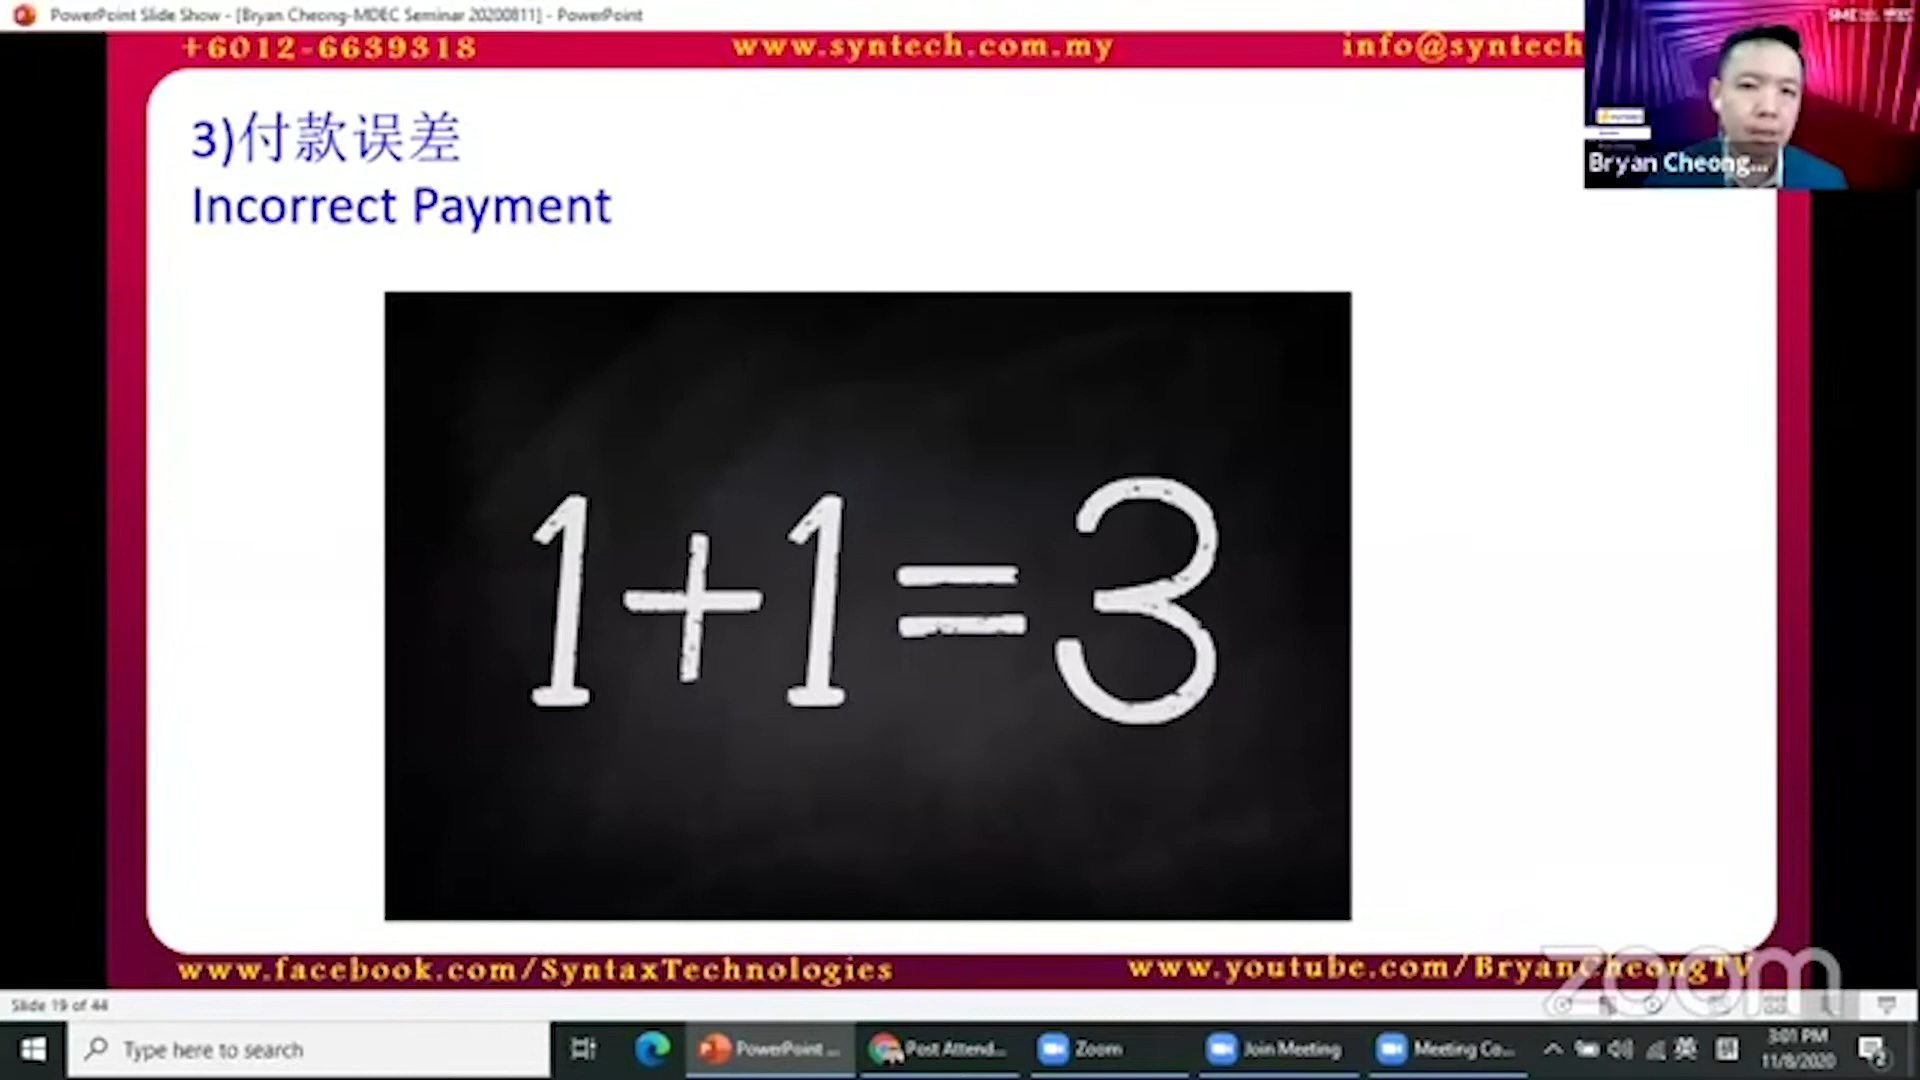 PowerPoint Slide Show - [Bryan Cheong-MDEC Seminar 20200811] - PowerPoint
+6012-6639318
www.syntech.com.my
info@syntech
Bryan Cheong...
3)付款误差
Incorrect Payment
1+1=3
www.facebook.com/SyntaxTechnologies
www.youtube.com/BryanCheongTV
zoom
Slide 19 of 44
Type here to search
PowerPoint ...
Post Attend...
Zoom
Join Meeting
Meeting Co...
英
3:01 PM
11/8/2020
2